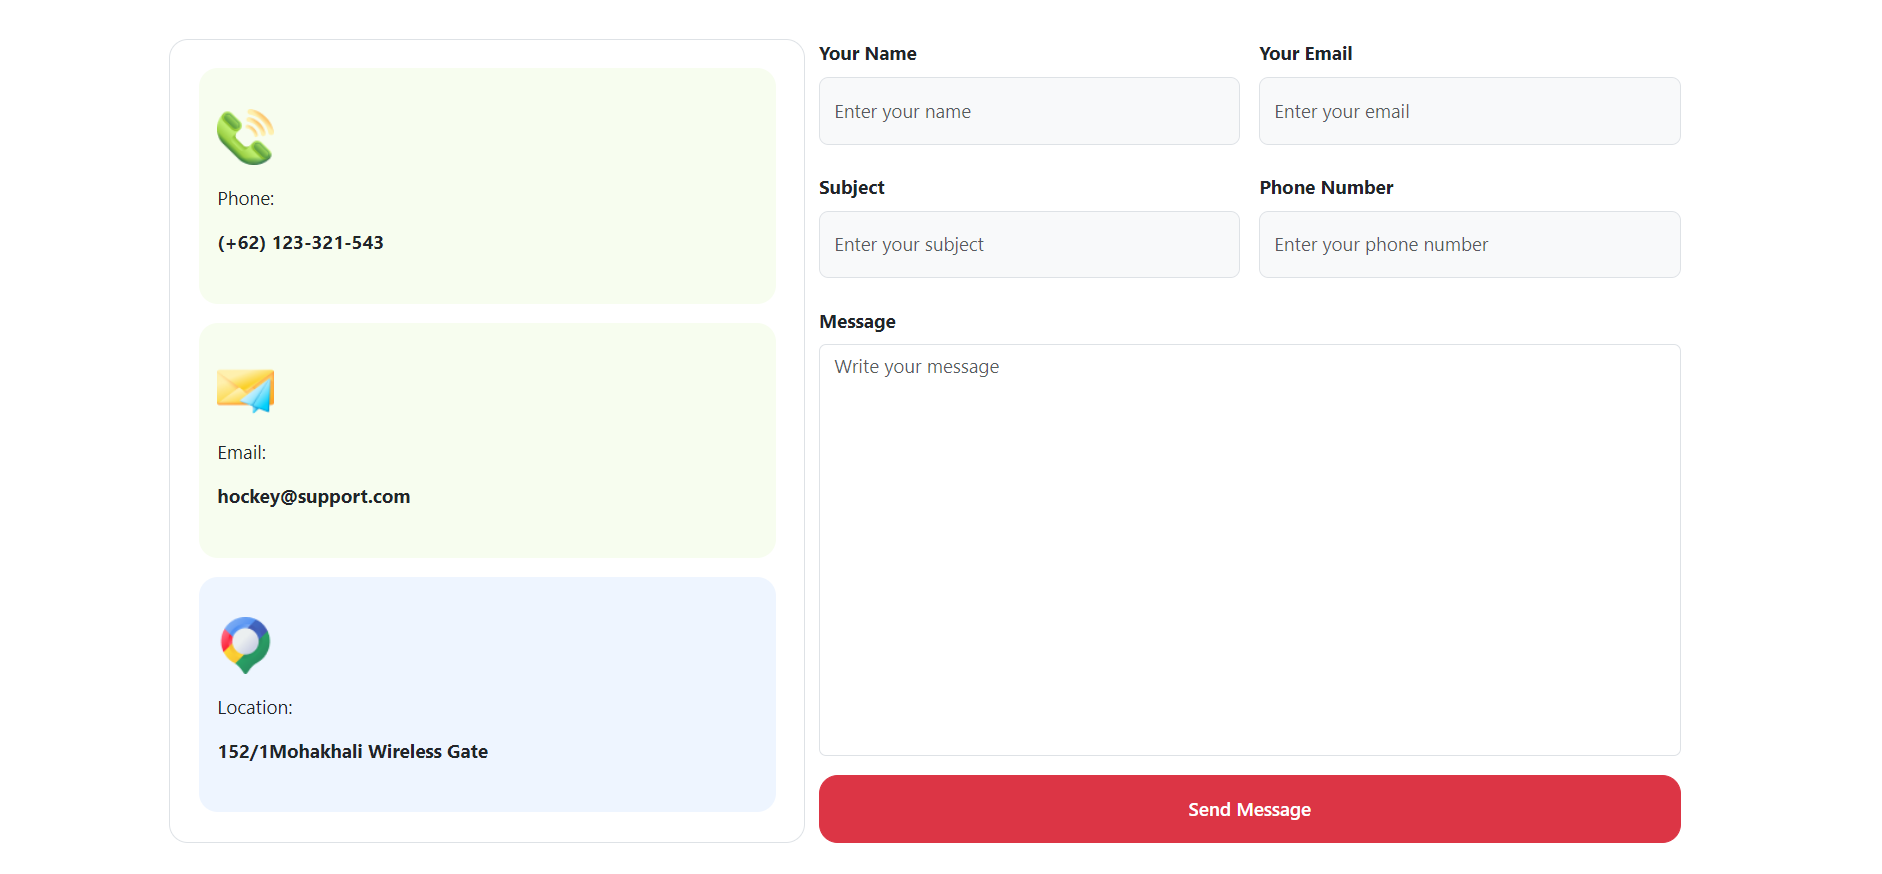 Phone:
(+62) 123-321-543
Email:
hockey@support.com
Location:
152/1Mohakhali Wireless Gate
Your Name
Enter your name
Your Email
Enter your email
Subject
Enter your subject
Phone Number
Enter your phone number
Message
Write your message
Send Message